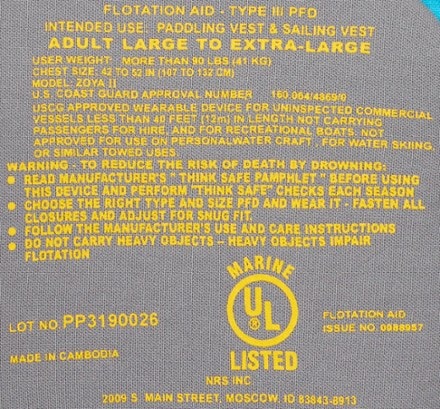 FLOTATION AID - TYPE III PFD
INTENDED USE: PADDLING VEST & SAILING VEST
ADULT LARGE TO EXTRA-LARGE
USER WEIGHT: MORE THAN 90 LBS (41 KG)
CHEST SIZE: 42 TO 52 IN (107 TO 132 CM)
MODEL: ZOYA II
U.S. COAST GUARD APPROVAL NUMBER 160.064/4869/0
USCG APPROVED WEARABLE DEVICE FOR UNINSPECTED COMMERCIAL
VESSELS LESS THAN 40 FEET (12m) IN LENGTH NOT CARRYING
PASSENGERS FOR HIRE, AND FOR RECREATIONAL BOATS. NOT
APPROVED FOR USE ON PERSONALWATER CRAFT , FOR WATER SKIING,
OR SIMILAR TOWED USES.
WARNING - TO REDUCE THE RISK OF DEATH BY DROWNING:
● READ MANUFACTURER'S " THINK SAFE PAMPHLET" BEFORE USING
THIS DEVICE AND PERFORM "THINK SAFE" CHECKS EACH SEASON
● CHOOSE THE RIGHT TYPE AND SIZE PFD AND WEAR IT - FASTEN ALL
CLOSURES AND ADJUST FOR SNUG FIT.
● FOLLOW THE MANUFACTURER'S USE AND CARE INSTRUCTIONS
● DO NOT CARRY HEAVY OBJECTS – HEAVY OBJECTS IMPAIR
FLOTATION
MARINE
UL ®
LISTED
LOT NO. PP3190026
FLOTATION AID
ISSUE NO. 0988957
MADE IN CAMBODIA
NRS INC
2009 S. MAIN STREET, MOSCOW, ID 83843-8913